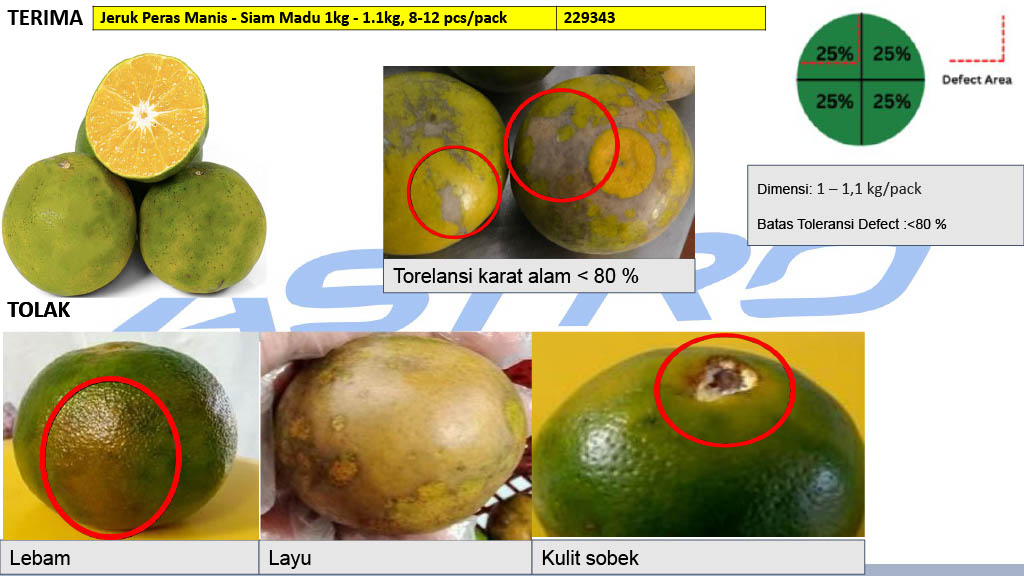 TERIMA
Jeruk Peras Manis - Siam Madu 1kg - 1.1kg, 8-12 pcs/pack
229343
25% 25%
25% 25%
Defect Area
Dimensi: 1 – 1,1 kg/pack
Batas Toleransi Defect :<80 %
Torelansi karat alam < 80 %
ASTRO
TOLAK
Lebam
Layu
Kulit sobek